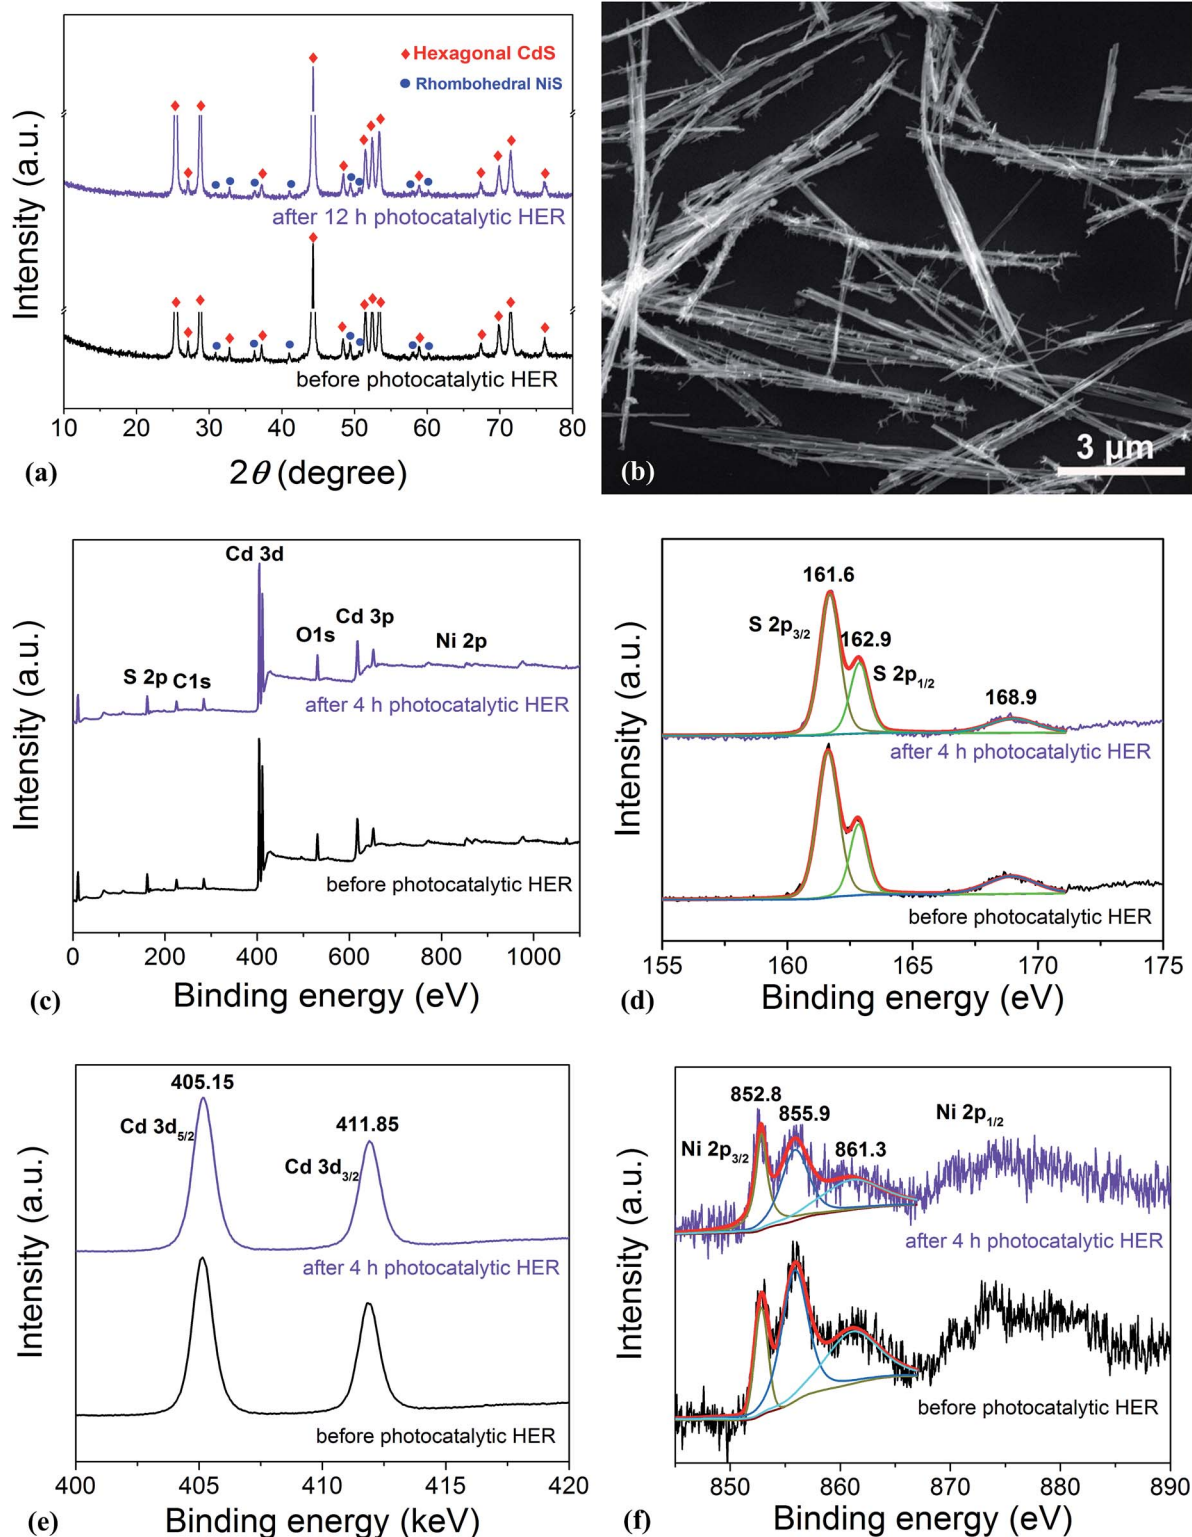 Intensity (a.u.)
Hexagonal CdS
Rhombohedral NiS
after 12 h photocatalytic HER
before photocatalytic HER
10 20 30 40 50 60 70 80
(a)
2θ (degree)
3 µm
(b)
Intensity (a.u.)
Cd 3d
Cd 3p
O1s
Ni 2p
S 2p C1s
after 4 h photocatalytic HER
before photocatalytic HER
0 200 400 600 800 1000
(c)
Binding energy (eV)
Intensity (a.u.)
161.6
S 2p3/2
162.9
S 2p1/2
168.9
after 4 h photocatalytic HER
before photocatalytic HER
155 160 165 170 175
(d)
Binding energy (eV)
Intensity (a.u.)
405.15
Cd 3d5/2
411.85
Cd 3d3/2
after 4 h photocatalytic HER
before photocatalytic HER
400 405 410 415 420
(e)
Binding energy (keV)
Intensity (a.u.)
852.8
855.9
Ni 2p1/2
Ni 2p3/2
861.3
after 4 h photocatalytic HER
before photocatalytic HER
850 860 870 880 890
(f)
Binding energy (eV)